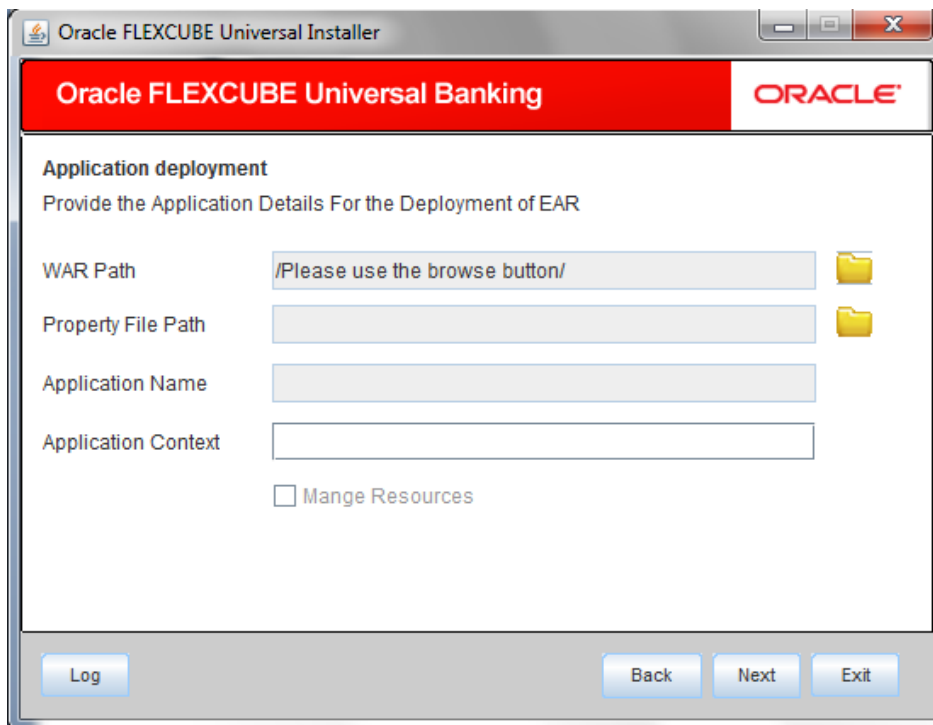 Oracle FLEXCUBE Universal Installer
Oracle FLEXCUBE Universal Banking
ORACLE
Application deployment
Provide the Application Details For the Deployment of EAR
WAR Path
/Please use the browse button/
Property File Path
Application Name
Application Context
Mange Resources
Log
Back
Next
Exit